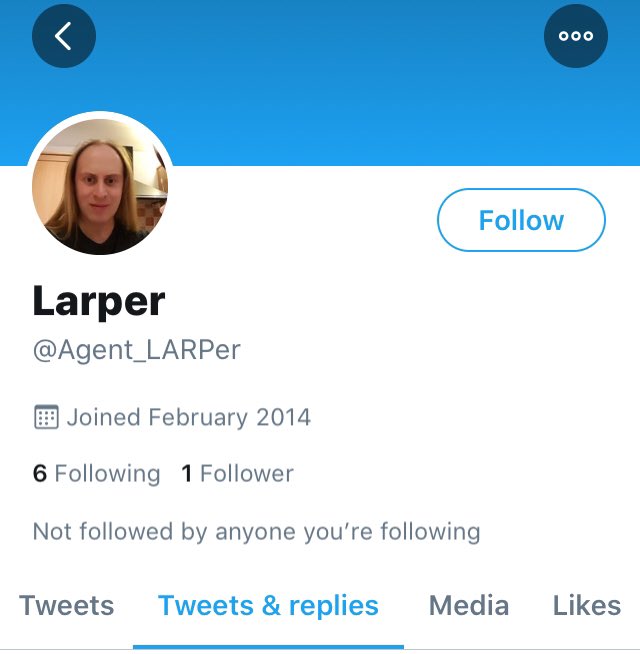 Follow
Larper
@Agent_LARPer
Joined February 2014
6 Following 1 Follower
Not followed by anyone you’re following
Tweets Tweets & replies Media Likes